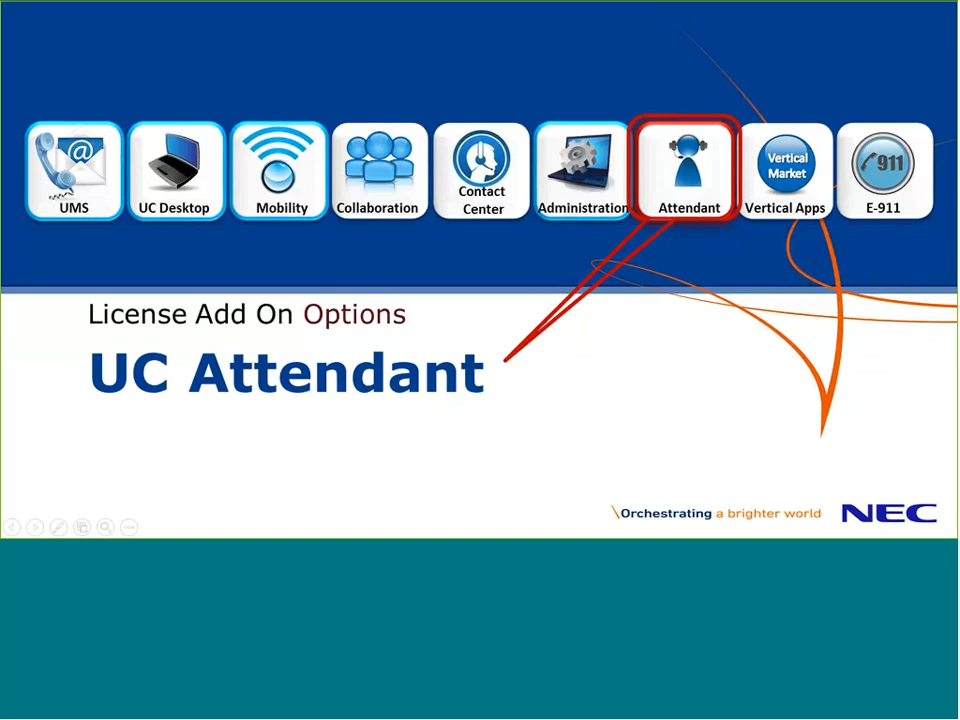 UMS
UC Desktop
Mobility
Collaboration
Contact
Center
Administration
Attendant
Vertical
Market
Vertical Apps
911
E-911
License Add On Options
UC Attendant
\Orchestrating a brighter world
NEC